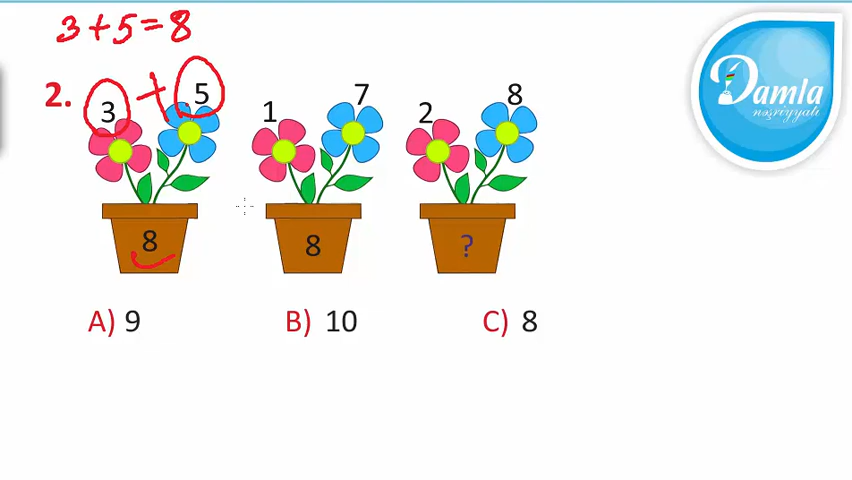 3+5=8
2. 3 + 5 1 7 2 8
8 8 ?
A) 9 B) 10 C) 8
Damla
nəşriyyatı